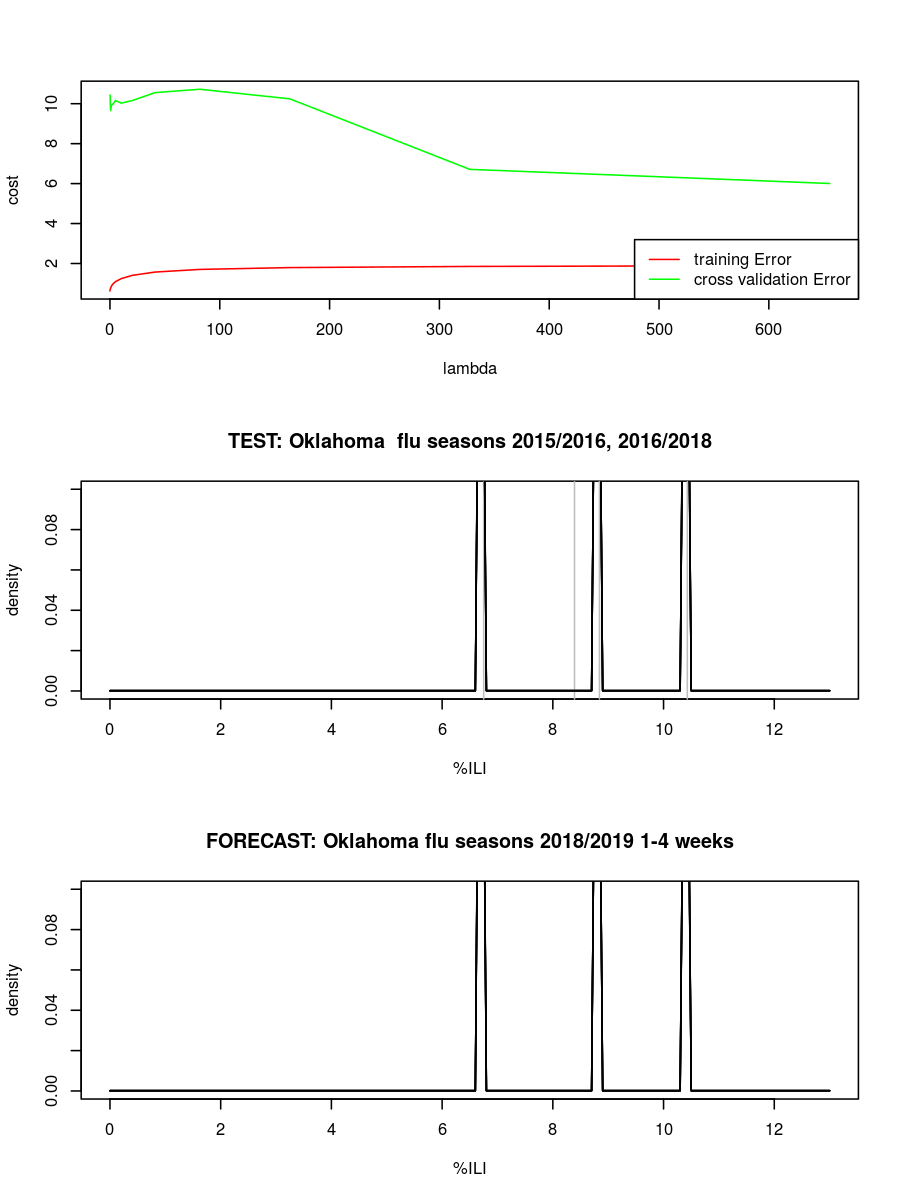 10
8
6
4
2
cost
training Error
cross validation Error
0 100 200 300 400 500 600
lambda
TEST: Oklahoma  flu seasons 2015/2016, 2016/2018
0.08
0.04
0.00
density
0 2 4 6 8 10 12
%ILI
FORECAST: Oklahoma flu seasons 2018/2019 1-4 weeks
0.08
0.04
0.00
density
0 2 4 6 8 10 12
%ILI